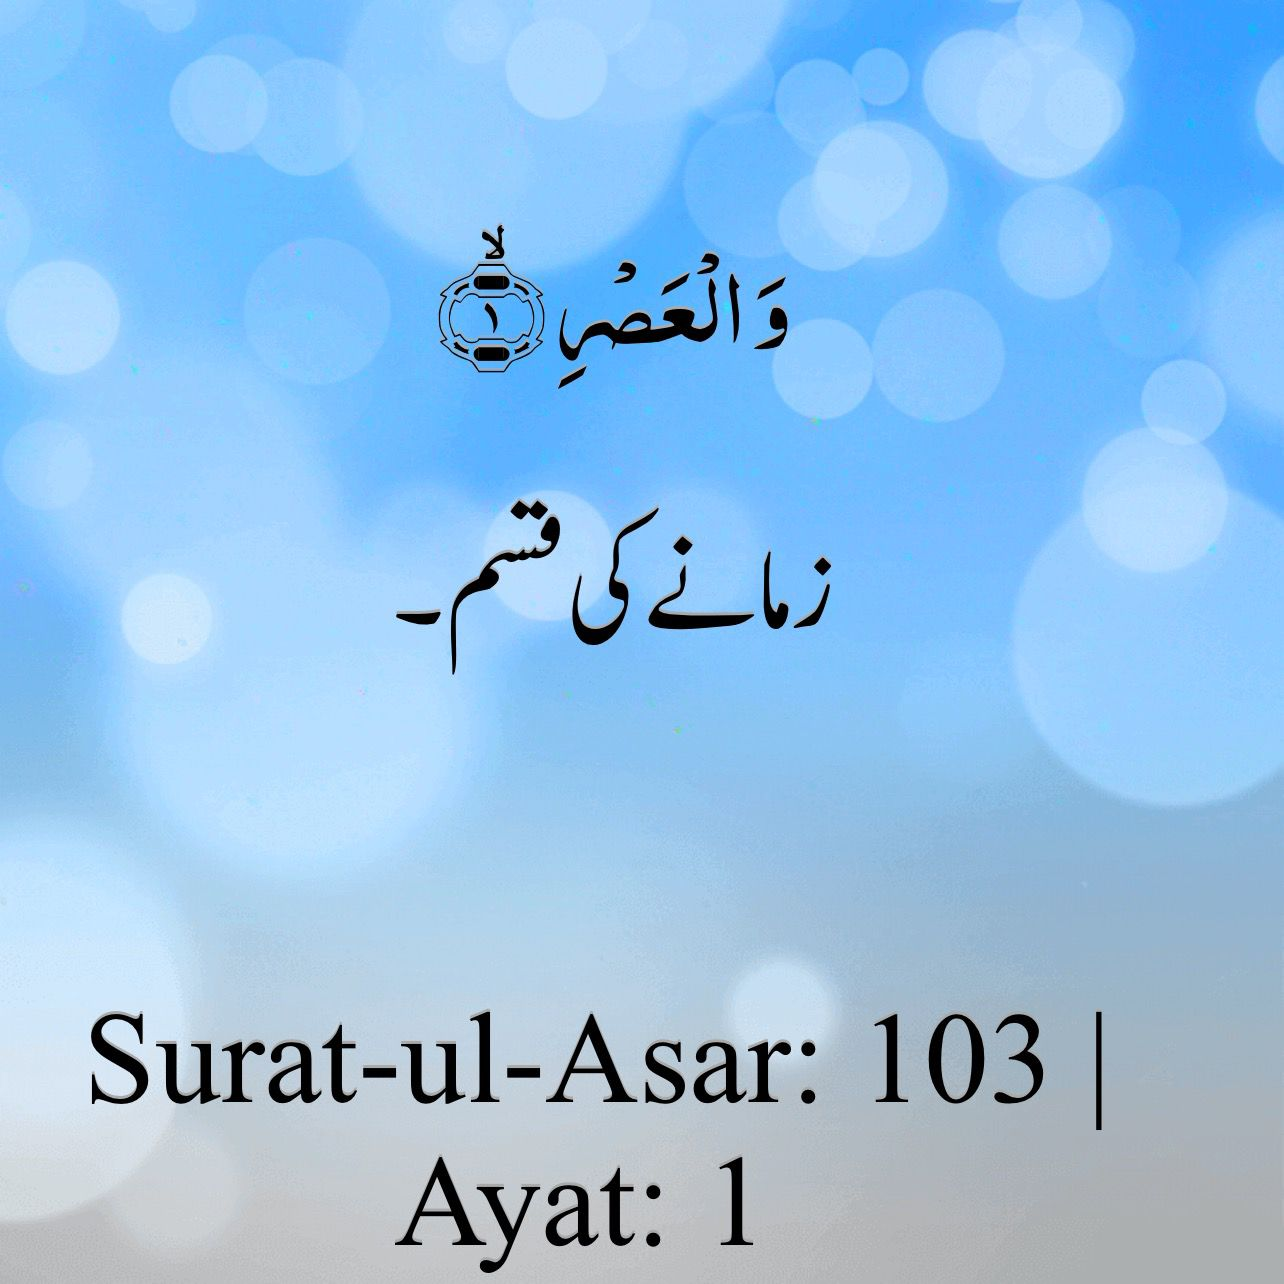 وَالۡعَصۡرِ ۙ‏ ﴿۱﴾
زمانے کی قسم۔
Surat-ul-Asar: 103 |
Ayat: 1